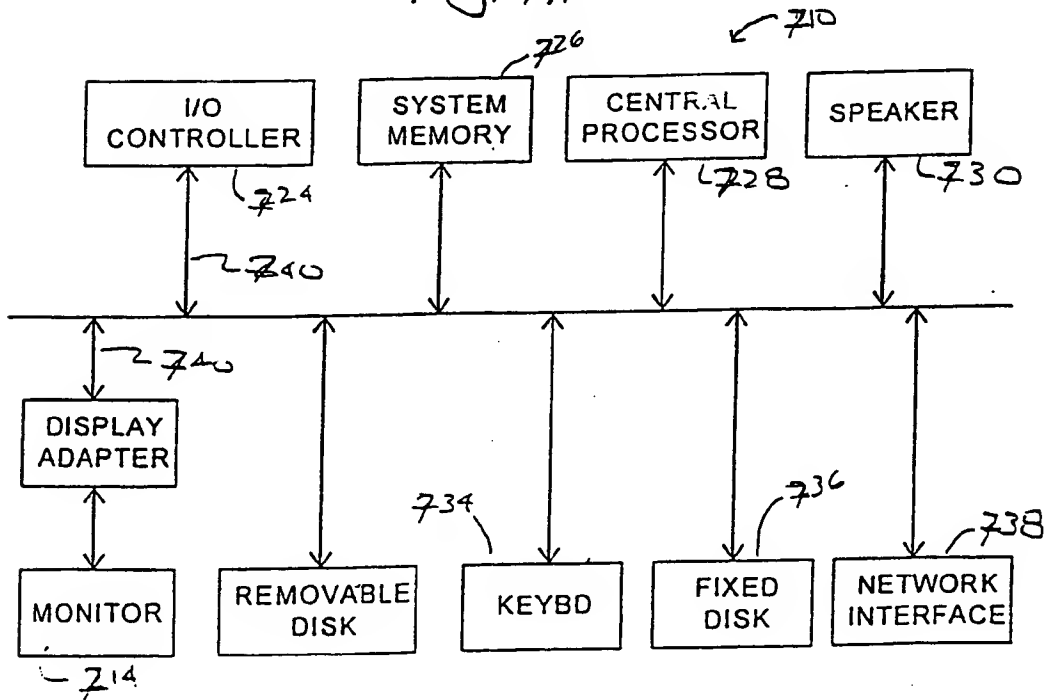 710
726
I/O
CONTROLLER
SYSTEM
MEMORY
CENTRAL
PROCESSOR
SPEAKER
724
728
730
740
740
DISPLAY
ADAPTER
734
736
738
MONITOR
REMOVABLE
DISK
KEYBD
FIXED
DISK
NETWORK
INTERFACE
714